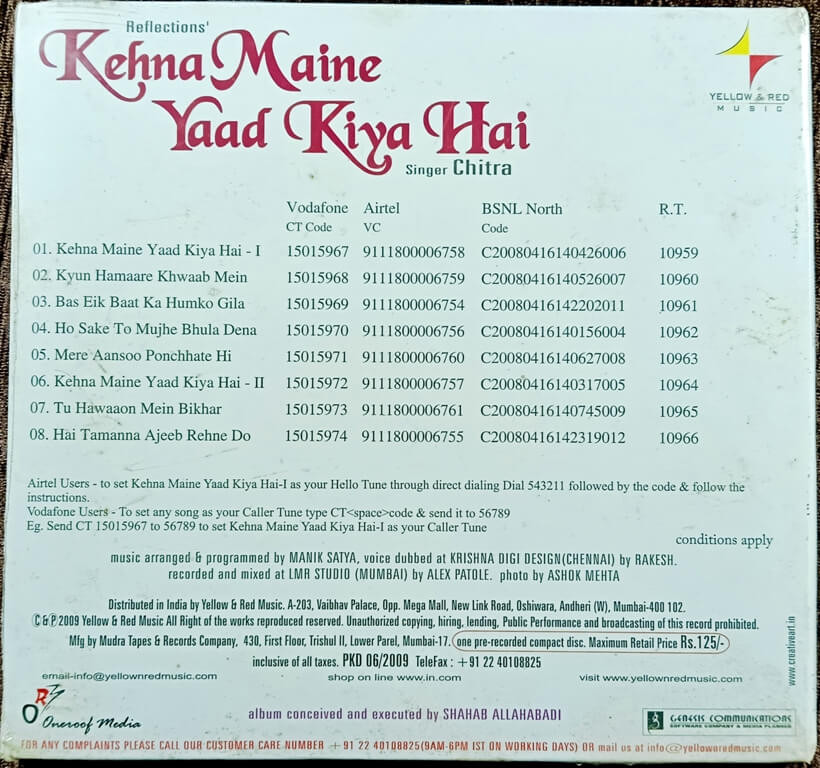 Reflections'
Kehna Maine
Yaad Kiya Hai
Singer Chitra
YELLOW & RED
MUSIC
Vodafone Airtel BSNL North R.T.
CT Code VC Code
01. Kehna Maine Yaad Kiya Hai - I 15015967 9111800006758 C20080416140426006 10959
02. Kyun Hamaare Khwaab Mein 15015968 9111800006759 C20080416140526007 10960
03. Bas Eik Baat Ka Humko Gila 15015969 9111800006754 C20080416142202011 10961
04. Ho Sake To Mujhe Bhula Dena 15015970 9111800006756 C20080416140156004 10962
05. Mere Aansoo Ponchhate Hi 15015971 9111800006760 C20080416140627008 10963
06. Kehna Maine Yaad Kiya Hai - II 15015972 9111800006757 C20080416140317005 10964
07. Tu Hawaaon Mein Bikhar 15015973 9111800006761 C20080416140745009 10965
08. Hai Tamanna Ajeeb Rehne Do 15015974 9111800006755 C20080416142319012 10966
Airtel Users - to set Kehna Maine Yaad Kiya Hai-I as your Hello Tune through direct dialing Dial 543211 followed by the code & follow the
instructions.
Vodafone Users - To set any song as your Caller Tune type CT<space>code & send it to 56789
Eg. Send CT 15015967 to 56789 to set Kehna Maine Yaad Kiya Hai-I as your Caller Tune
conditions apply
music arranged & programmed by MANIK SATYA, voice dubbed at KRISHNA DIGI DESIGN(CHENNAI) by RAKESH.
recorded and mixed at LMR STUDIO (MUMBAI) by ALEX PATOLE. photo by ASHOK MEHTA
Distributed in India by Yellow & Red Music. A-203, Vaibhav Palace, Opp. Mega Mall, New Link Road, Oshiwara, Andheri (W), Mumbai-400 102.
© & ℗ 2009 Yellow & Red Music All Right of the works reproduced reserved. Unauthorized copying, hiring, lending, Public Performance and broadcasting of this record prohibited.
Mfg by Mudra Tapes & Records Company, 430, First Floor, Trishul II, Lower Parel, Mumbai-17. one pre-recorded compact disc. Maximum Retail Price Rs.125/-
inclusive of all taxes. PKD 06/2009 TeleFax : +91 22 40108825
email-info@yellownredmusic.com shop on line www.in.com visit www.yellownredmusic.com
www.creativeart.in
OR
Oneroof Media
album conceived and executed by SHAHAB ALLAHABADI
GENESIS COMMUNICATIONS
SOFTWARE COMPANY & MEDIA PLANNER
FOR ANY COMPLAINTS PLEASE CALL OUR CUSTOMER CARE NUMBER +91 22 40108825(9AM-6PM IST ON WORKING DAYS) OR mail us at info@yellownredmusic.com